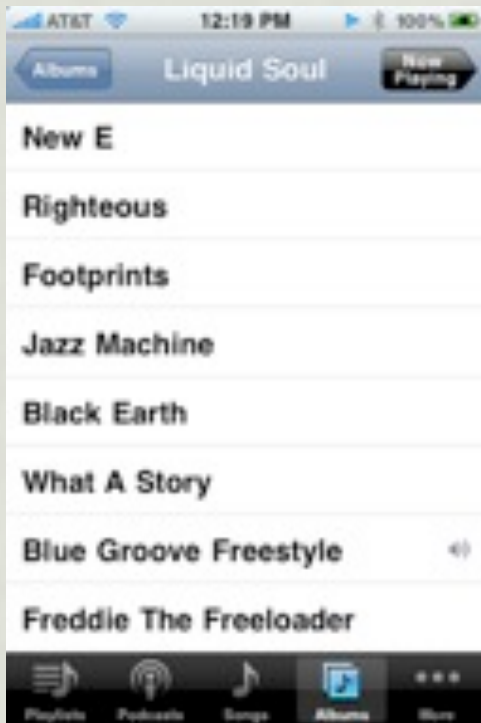 AT&T 12:19 PM 100%
Albums Liquid Soul Now Playing
New E
Righteous
Footprints
Jazz Machine
Black Earth
What A Story
Blue Groove Freestyle
Freddie The Freeloader
Playlists Podcasts Songs Albums More